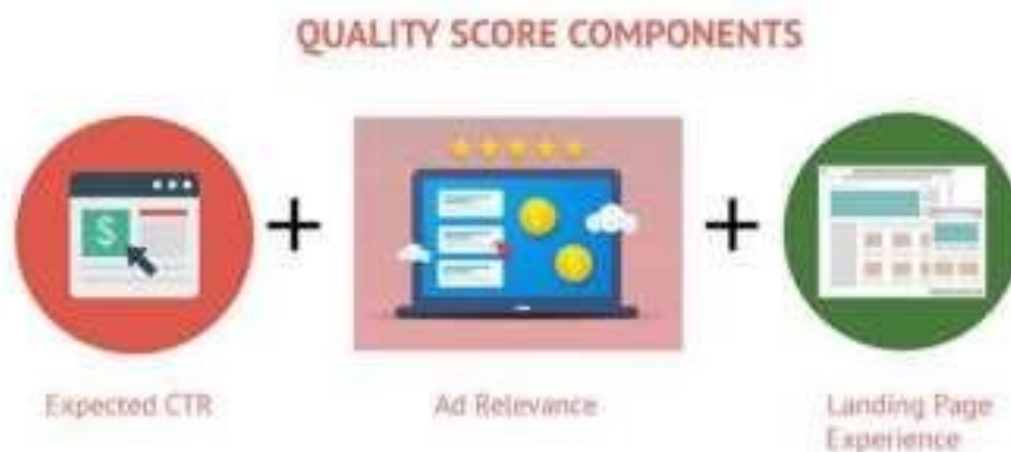 QUALITY SCORE COMPONENTS
$
Expected CTR
Ad Relevance
Landing Page
Experience